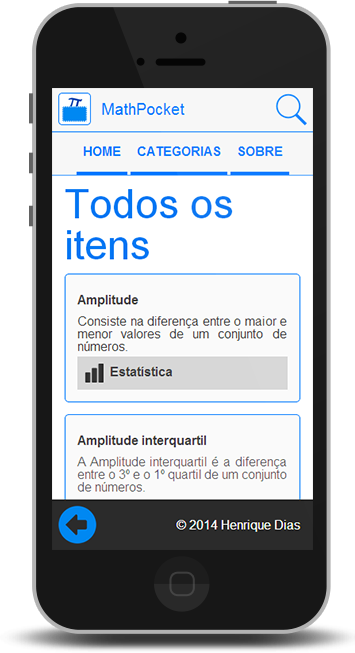 π
MathPocket
HOME CATEGORIAS SOBRE
Todos os
itens
Amplitude
Consiste na diferença entre o maior e
menor valores de um conjunto de
números.
Estatística
Amplitude interquartil
A Amplitude interquartil é a diferença
entre o 3º e o 1º quartil de um conjunto
de números.
© 2014 Henrique Dias